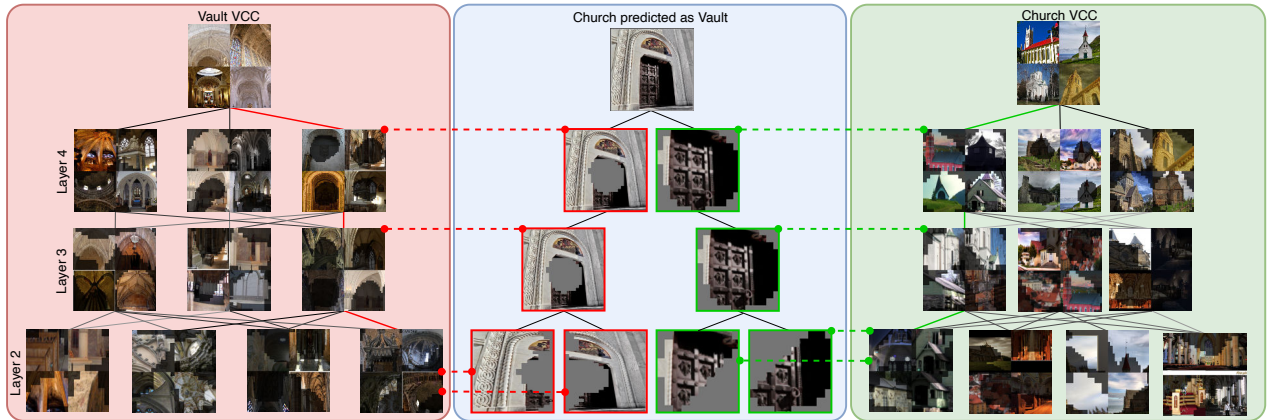 Vault VCC
Church predicted as Vault
Church VCC
Layer 4
Layer 3
Layer 2